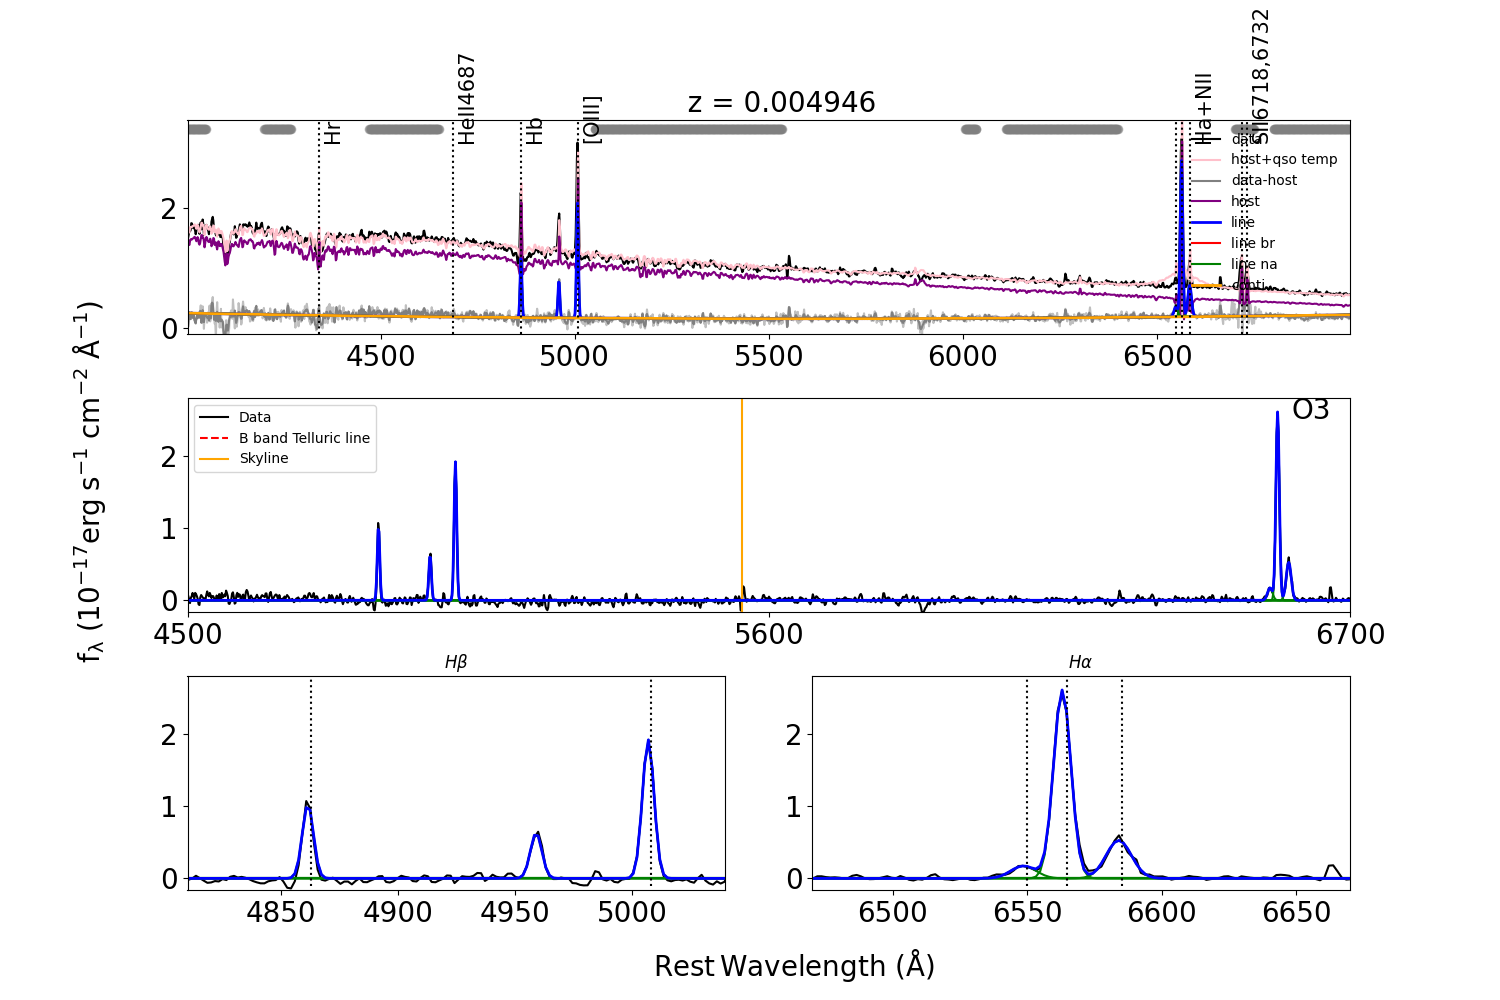 z = 0.004946
Hr
HeII4687
Hb
[OIII]
Ha+NII
SII6718,6732
data
host+qso temp
data-host
host
line
line br
line na
conti
2
0
4500 5000 5500 6000 6500
fλ (10−17erg s−1 cm−2 Å−1)
Data
B band Telluric line
Skyline
O3
2
1
0
4500 5600 6700
Hβ
Hα
2
1
0
4850 4900 4950 5000
2
1
0
6500 6550 6600 6650
Rest Wavelength (Å)